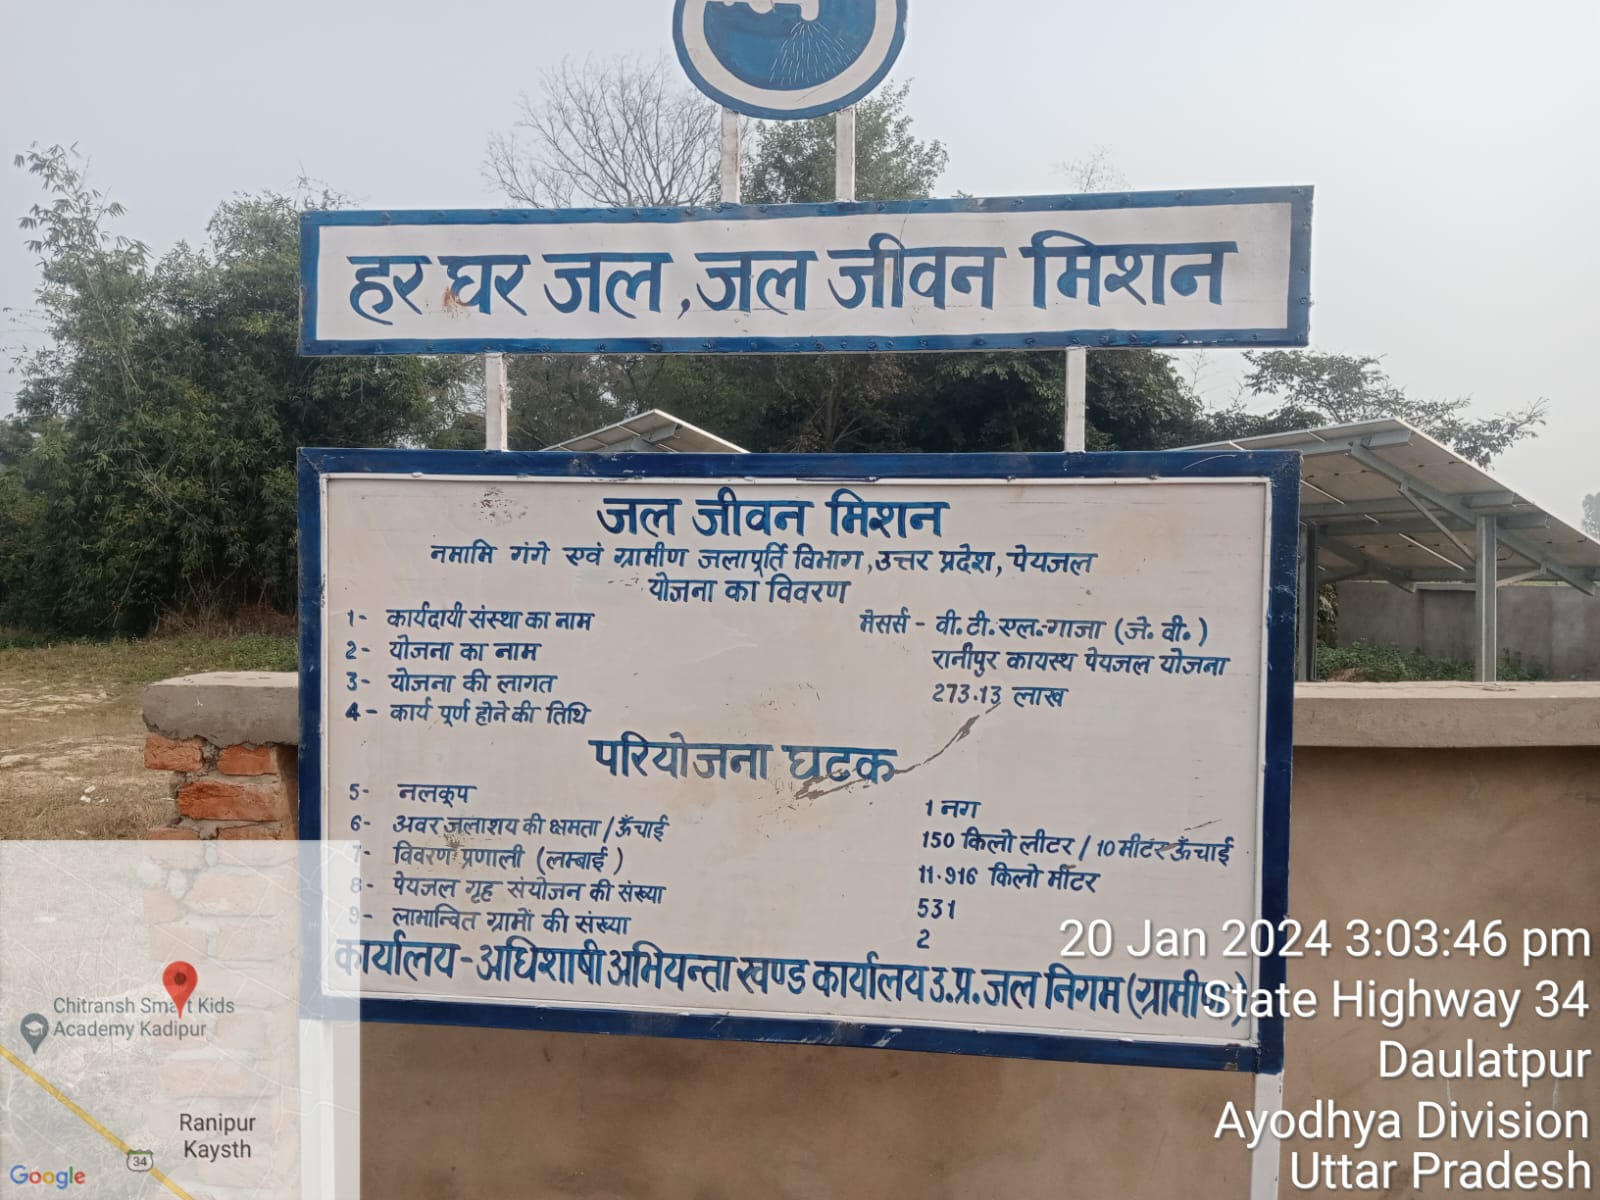 हर घर जल, जल जीवन मिशन
जल जीवन मिशन
नमामि गंगे एवं ग्रामीण जलापूर्ति विभाग, उत्तर प्रदेश, पेयजल
योजना का विवरण
1- कार्यदायी संस्था का नाम मेसर्स - वी.टी.एल.-गाजा (जे. वी.)
2- योजना का नाम रानीपुर कायस्थ पेयजल योजना
3- योजना की लागत 273.13 लाख
4- कार्य पूर्ण होने की तिथि
परियोजना घटक
5- नलकूप 1 नग
6- अवर जलाशय की क्षमता / ऊँचाई 150 किलो लीटर / 10 मीटर ऊँचाई
7- विवरण प्रणाली (लम्बाई) 11.916 किलो मीटर
8- पेयजल गृह संयोजन की संख्या 531
9- लाभान्वित ग्रामों की संख्या 2
कार्यालय - अधिशाषी अभियन्ता खण्ड कार्यालय उ.प्र. जल निगम (ग्रामीण)
20 Jan 2024 3:03:46 pm
State Highway 34
Daulatpur
Ayodhya Division
Uttar Pradesh
Chitransh Smart Kids
Academy Kadipur
Ranipur
Kaysth
34
Google